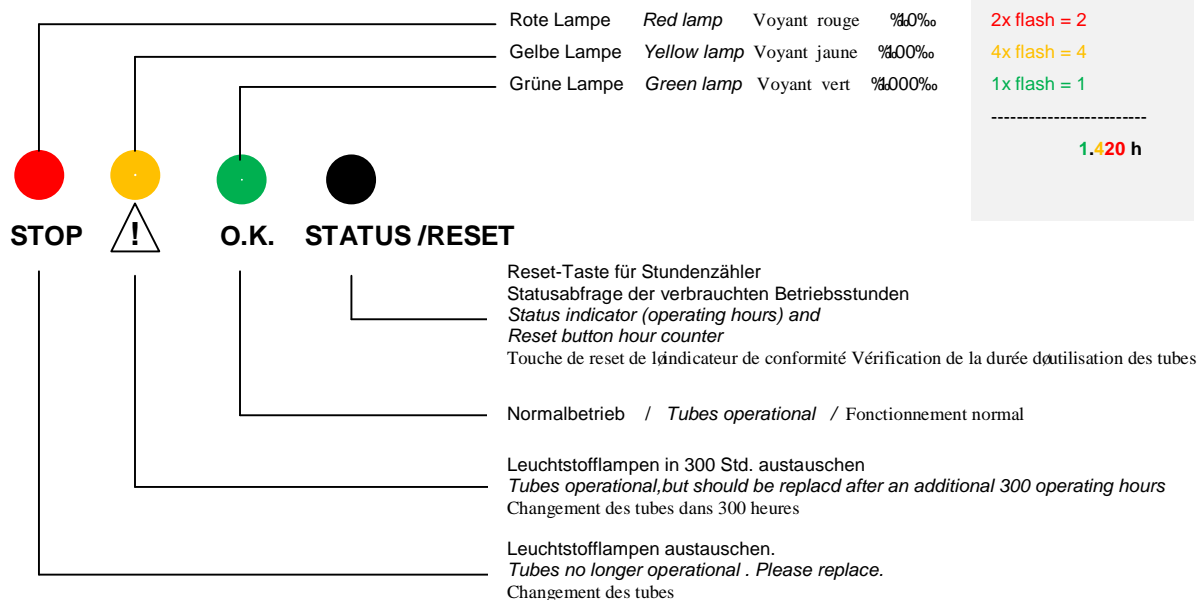 Rote Lampe Red lamp Voyant rouge ‰10‰ 2x flash = 2
Gelbe Lampe Yellow lamp Voyant jaune ‰100‰ 4x flash = 4
Grüne Lampe Green lamp Voyant vert ‰1000‰ 1x flash = 1
--------------------------
1.420 h
STOP ! O.K. STATUS /RESET
Reset-Taste für Stundenzähler
Statusabfrage der verbrauchten Betriebsstunden
Status indicator (operating hours) and
Reset button hour counter
Touche de reset de løindicateur de conformité Vérification de la durée døutilisation des tubes
Normalbetrieb / Tubes operational / Fonctionnement normal
Leuchtstofflampen in 300 Std. austauschen
Tubes operational,but should be replacd after an additional 300 operating hours
Changement des tubes dans 300 heures
Leuchtstofflampen austauschen.
Tubes no longer operational . Please replace.
Changement des tubes